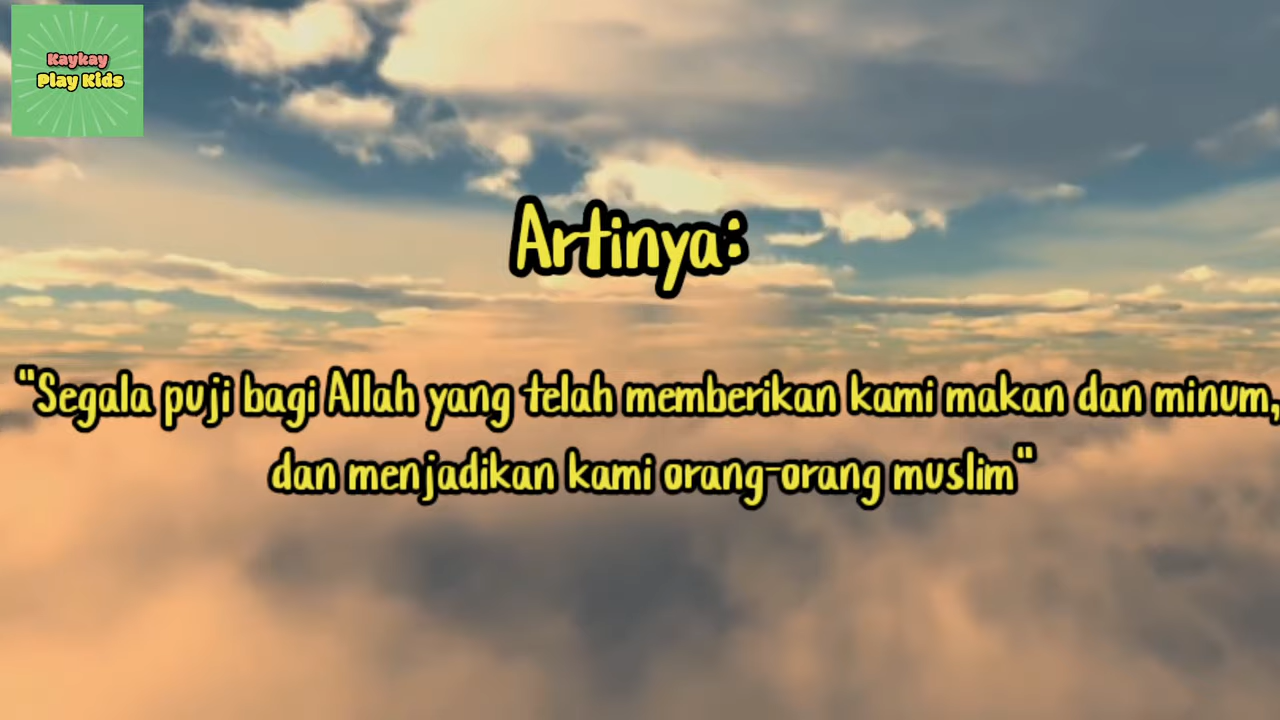 Kaykay
Play Kids
Artinya:
"Segala puji bagi Allah yang telah memberikan kami makan dan minum,
dan menjadikan kami orang-orang muslim"